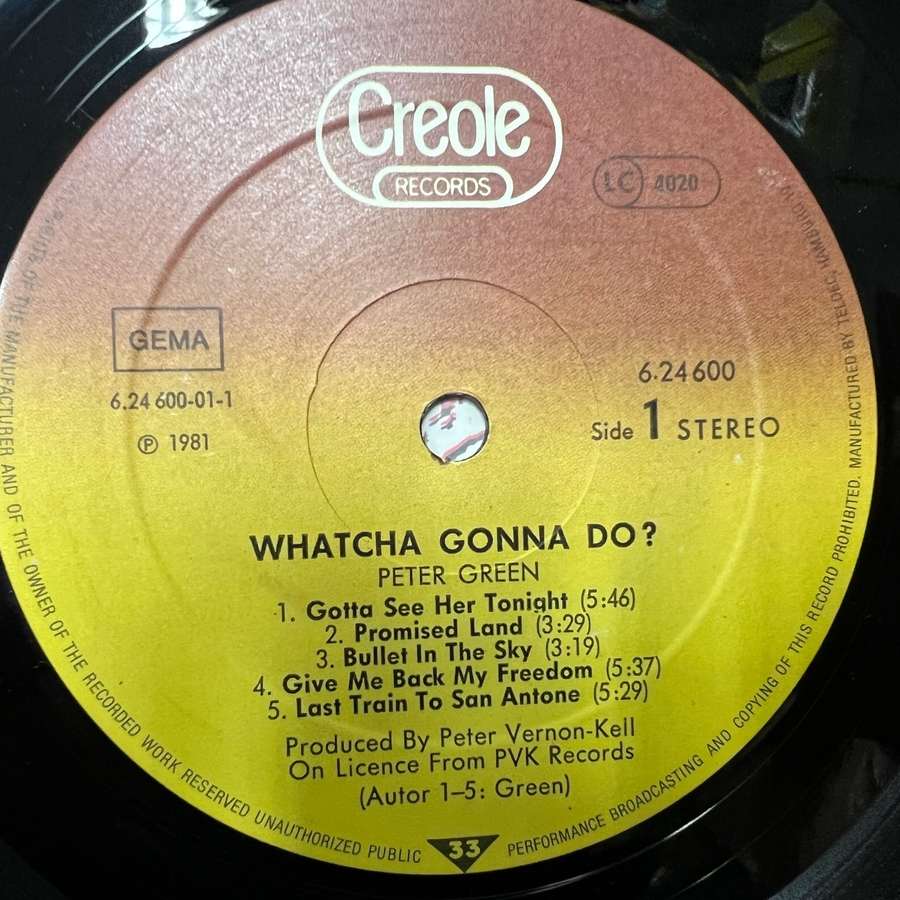 Creole
RECORDS
LC 4020
GEMA
6.24 600-01-1
℗ 1981
6.24600
Side 1 STEREO
WHATCHA GONNA DO?
PETER GREEN
1. Gotta See Her Tonight (5:46)
2. Promised Land (3:29)
3. Bullet In The Sky (3:19)
4. Give Me Back My Freedom (5:37)
5. Last Train To San Antone (5:29)
Produced By Peter Vernon-Kell
On Licence From PVK Records
(Autor 1–5: Green)
OF THE MANUFACTURER AND OF THE OWNER OF THE RECORDED WORK RESERVED UNAUTHORIZED PUBLIC
33
PERFORMANCE BROADCASTING AND COPYING OF THIS RECORD PROHIBITED. MANUFACTURED BY TELDEC, HAMBURG